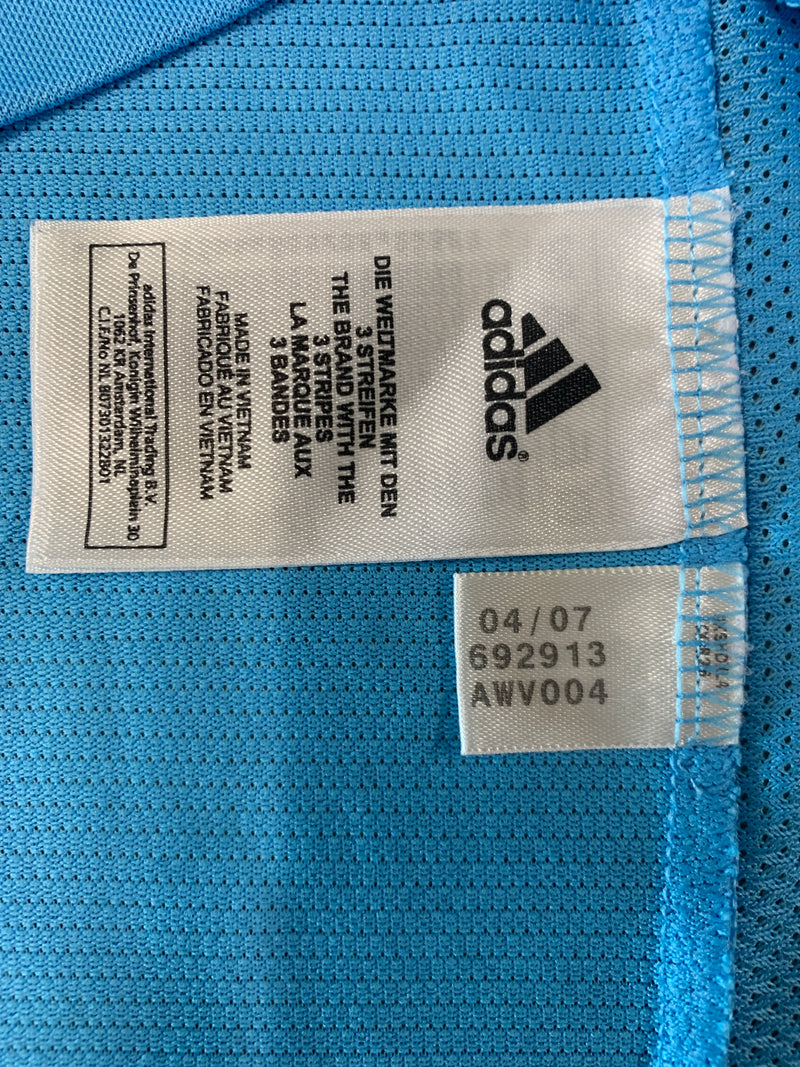 adidas®
DIE WELTMARKE MIT DEN
3 STREIFEN
THE BRAND WITH THE
3 STRIPES
LA MARQUE AUX
3 BANDES
MADE IN VIETNAM
FABRIQUÉ AU VIETNAM
FABRICADO EN VIETNAM
adidas International Trading B.V.
De Prinsenhof, Konigin Wilhelminaplein 30
1062 KR Amsterdam, NL
C.I.F/No NL 807301322B01
04/07
692913
AWV004